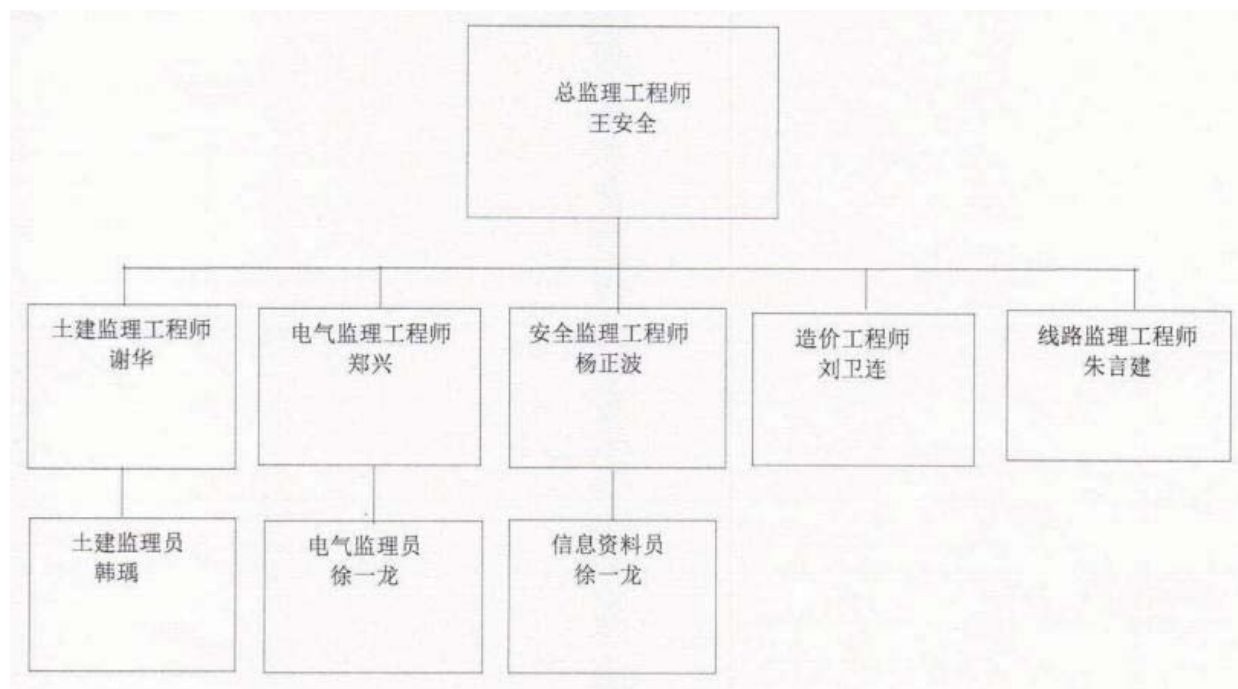 总监理工程师
王安全
土建监理工程师
谢华
电气监理工程师
郑兴
安全监理工程师
杨正波
造价工程师
刘卫连
线路监理工程师
朱言建
土建监理员
韩瑀
电气监理员
徐一龙
信息资料员
徐一龙